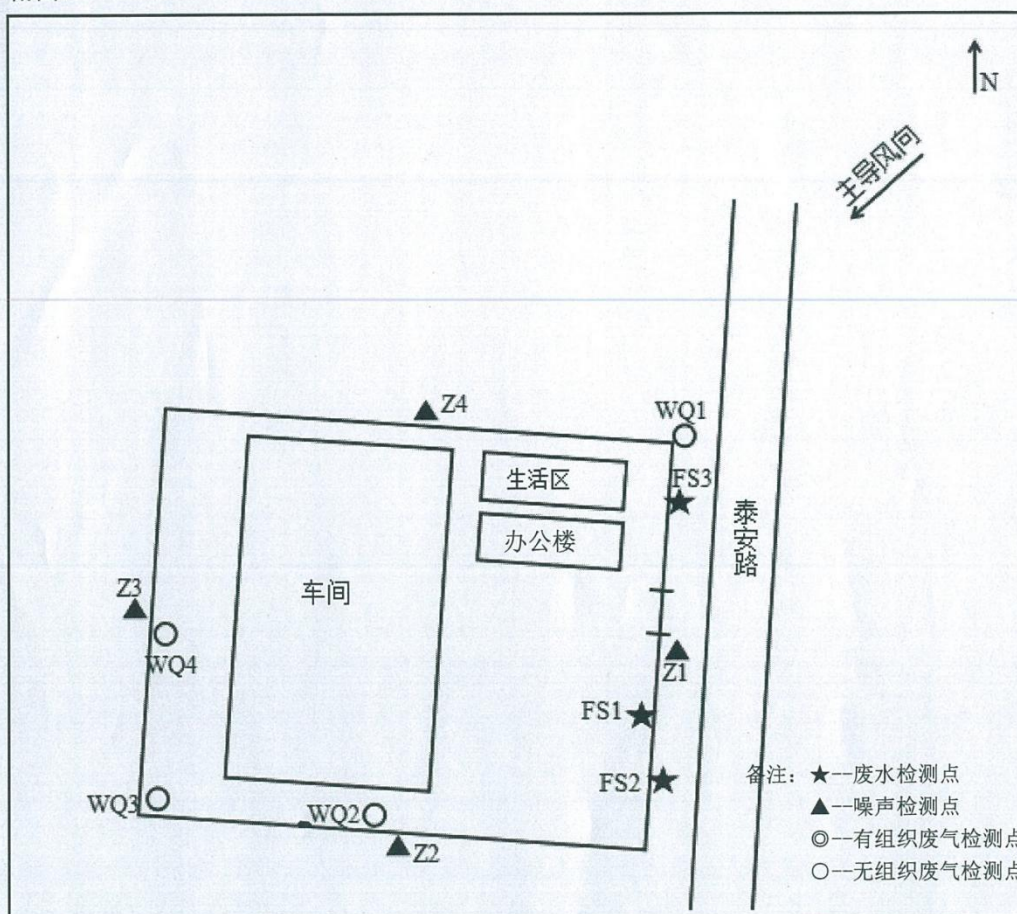 N
主导风向
Z4
WQ1
生活区
FS3
办公楼
泰安路
车间
Z3
WQ4
Z1
FS1
FS2
WQ3
WQ2
Z2
备注：★--废水检测点
▲--噪声检测点
◎--有组织废气检测点
○--无组织废气检测点